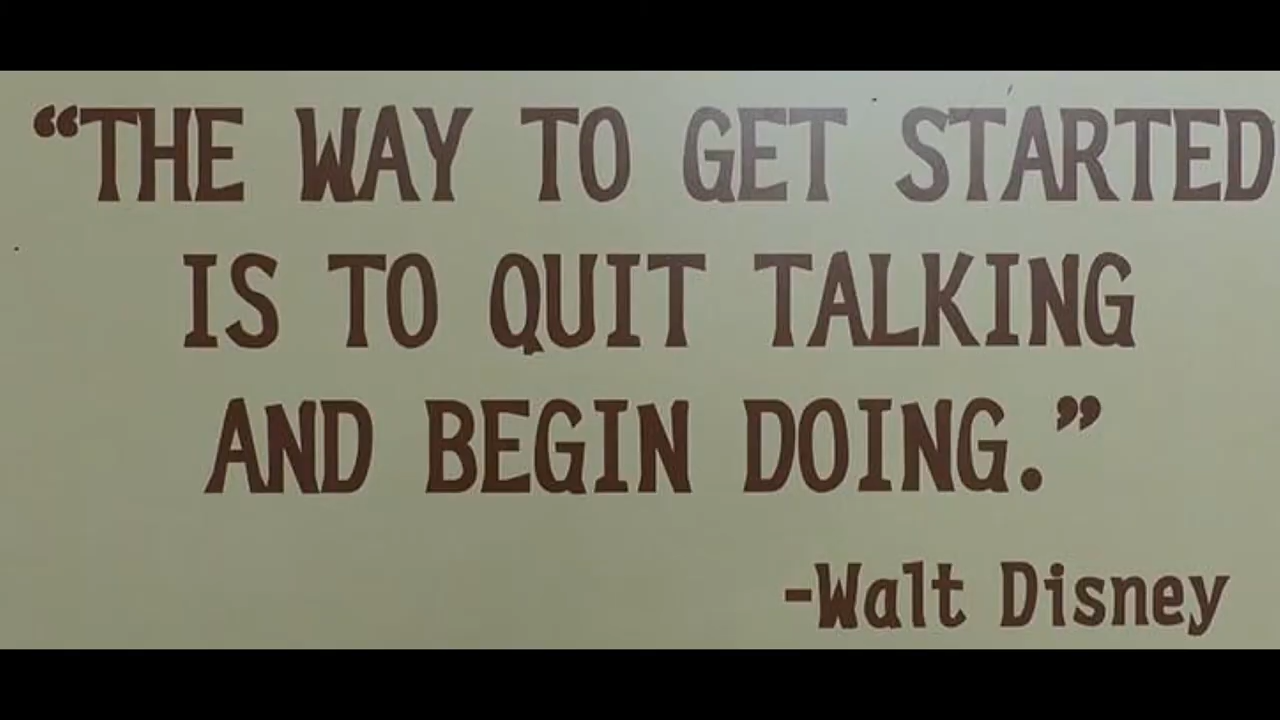 “THE WAY TO GET STARTED
IS TO QUIT TALKING
AND BEGIN DOING.”
-Walt Disney